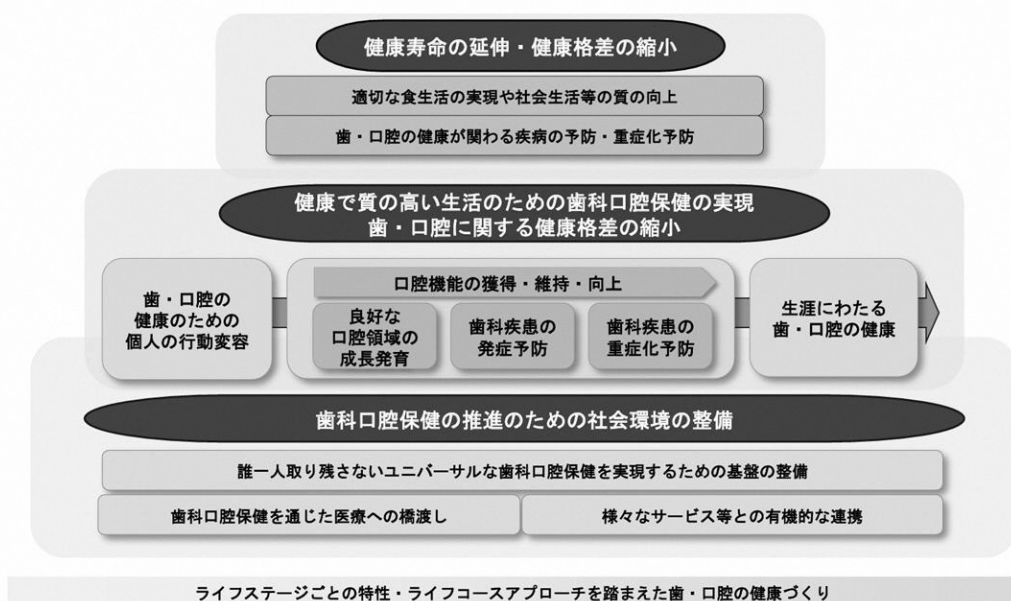 健康寿命の延伸・健康格差の縮小
適切な食生活の実現や社会生活等の質の向上
歯・口腔の健康が関わる疾病の予防・重症化予防
健康で質の高い生活のための歯科口腔保健の実現
歯・口腔に関する健康格差の縮小
歯・口腔の
健康のための
個人の行動変容
口腔機能の獲得・維持・向上
良好な
口腔領域の
成長発育
歯科疾患の
発症予防
歯科疾患の
重症化予防
生涯にわたる
歯・口腔の健康
歯科口腔保健の推進のための社会環境の整備
誰一人取り残さないユニバーサルな歯科口腔保健を実現するための基盤の整備
歯科口腔保健を通じた医療への橋渡し
様々なサービス等との有機的な連携
ライフステージごとの特性・ライフコースアプローチを踏まえた歯・口腔の健康づくり